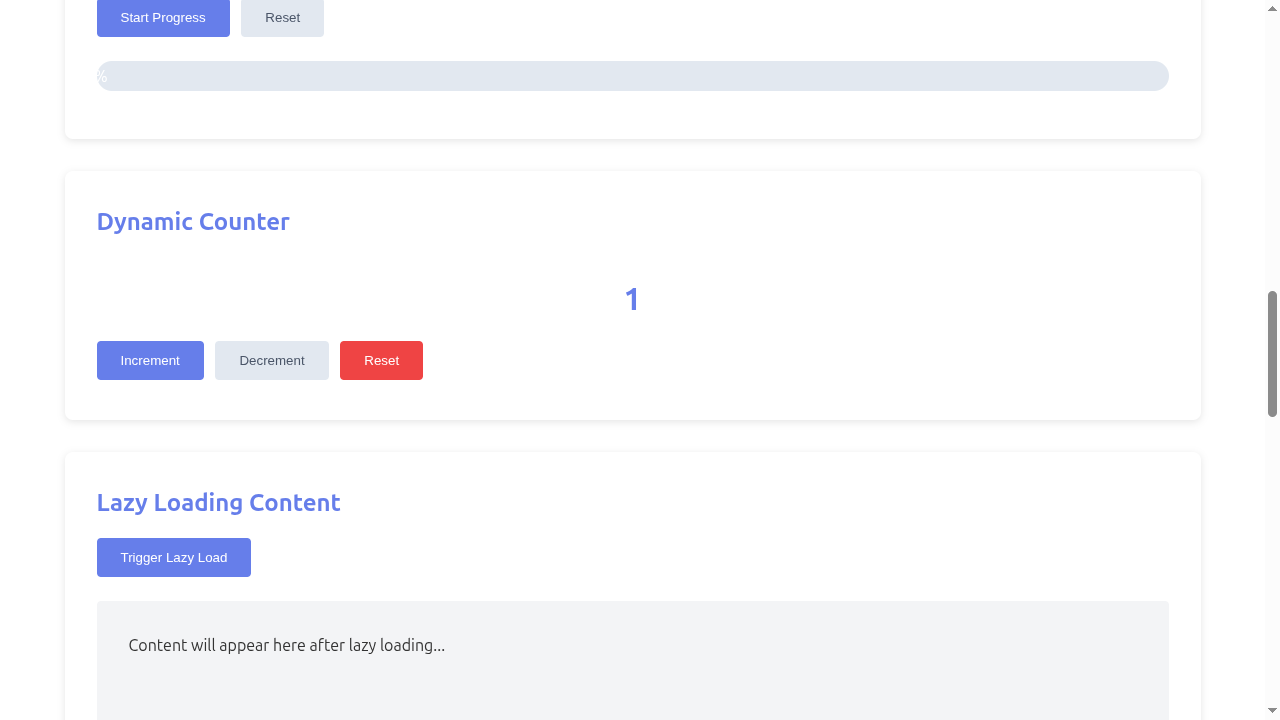 Start Progress Reset
%
Dynamic Counter
1
Increment Decrement Reset
Lazy Loading Content
Trigger Lazy Load
Content will appear here after lazy loading...